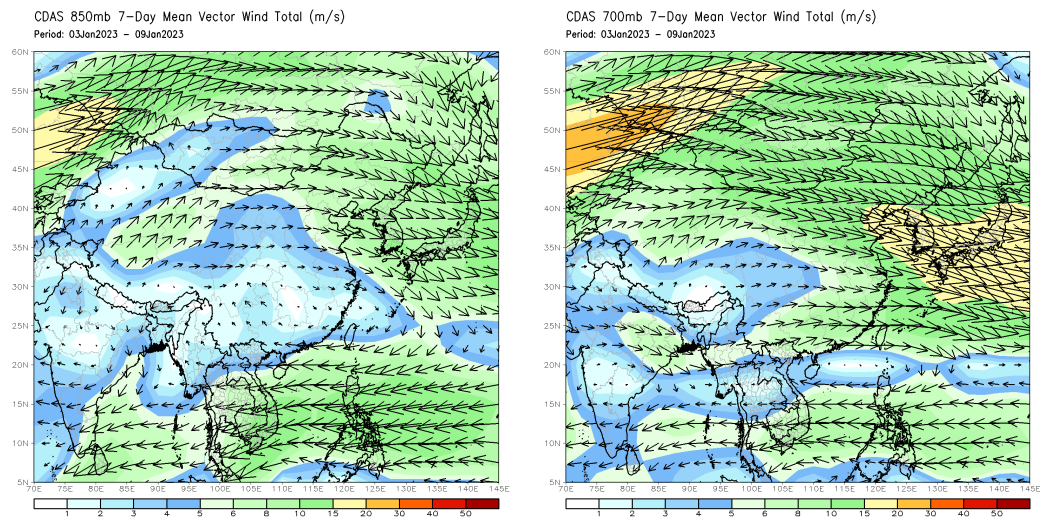 CDAS 850mb 7-Day Mean Vector Wind Total (m/s)
Period: 03Jan2023 - 09Jan2023
60N
55N
50N
45N
40N
35N
30N
25N
20N
15N
10N
5N
70E 75E 80E 85E 90E 95E 100E 105E 110E 115E 120E 125E 130E 135E 140E 145E
1 2 3 4 5 6 8 10 15 20 30 40 50
CDAS 700mb 7-Day Mean Vector Wind Total (m/s)
Period: 03Jan2023 - 09Jan2023
60N
55N
50N
45N
40N
35N
30N
25N
20N
15N
10N
5N
70E 75E 80E 85E 90E 95E 100E 105E 110E 115E 120E 125E 130E 135E 140E 145E
1 2 3 4 5 6 8 10 15 20 30 40 50